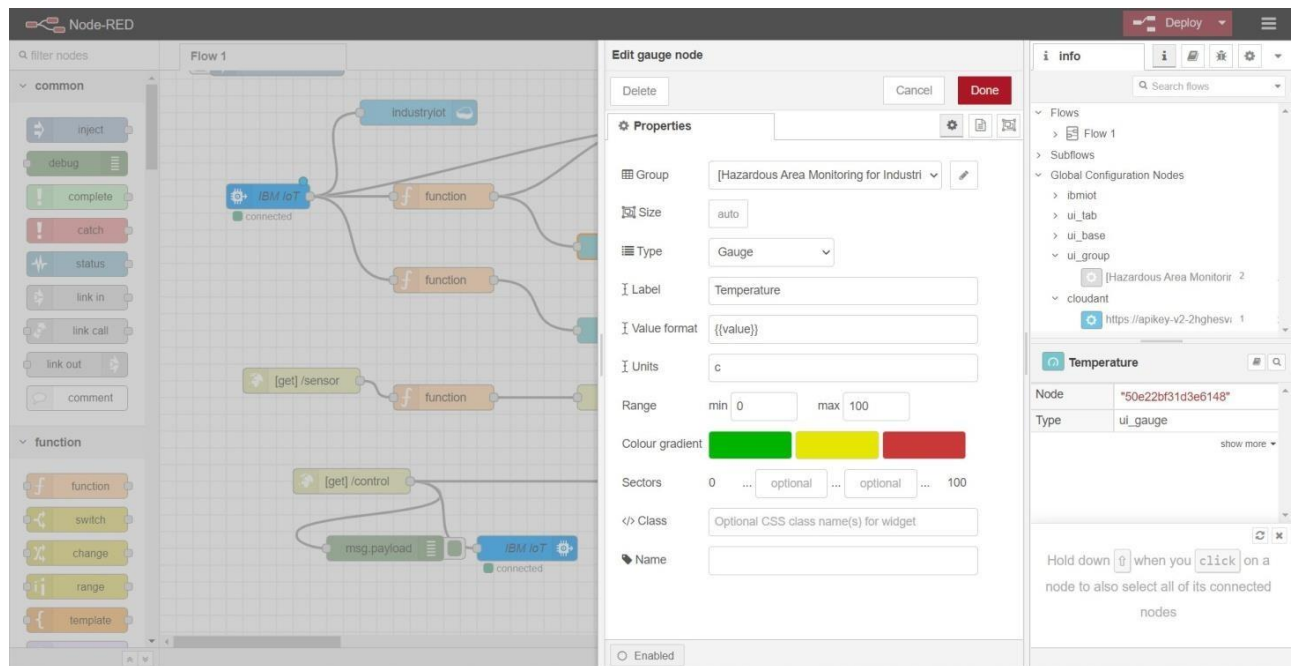 Node-RED
Deploy
filter nodes
common
inject
debug
complete
catch
status
link in
link call
link out
comment
function
function
switch
change
range
template
Flow 1
industryiot
IBM IoT
connected
function
function
[get] /sensor
function
[get] /control
msg.payload
IBM IoT
connected
Edit gauge node
Delete
Cancel
Done
Properties
Group
[Hazardous Area Monitoring for Industri
Size
auto
Type
Gauge
Label
Temperature
Value format
{{value}}
Units
c
Range
min 0
max 100
Colour gradient
Sectors
0 ... optional ... optional ... 100
Class
Optional CSS class name(s) for widget
Name
Enabled
info
Search flows
Flows
Flow 1
Subflows
Global Configuration Nodes
ibmiot
ui_tab
ui_base
ui_group
[Hazardous Area Monitorir 2
cloudant
https://apikey-v2-2hghesv 1
Temperature
Node
"50e22bf31d3e6148"
Type
ui_gauge
show more
Hold down ⇧ when you click on a
node to also select all of its connected
nodes